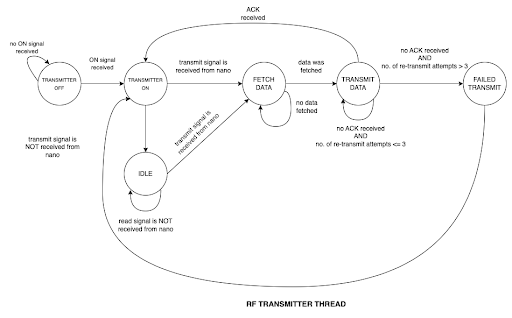 ACK
received
no ON signal
received
ON signal
received
transmit signal is
received from nano
data was
fetched
no ACK received
AND
no. of re-transmit attempts > 3
TRANSMITTER
OFF
TRANSMITTER
ON
FETCH
DATA
TRANSMIT
DATA
FAILED
TRANSMIT
no data
fetched
transmit signal is
received from nano
no ACK received
AND
no. of re-transmit attempts <= 3
transmit signal is
NOT received from
nano
IDLE
read signal is NOT
received from nano
RF TRANSMITTER THREAD